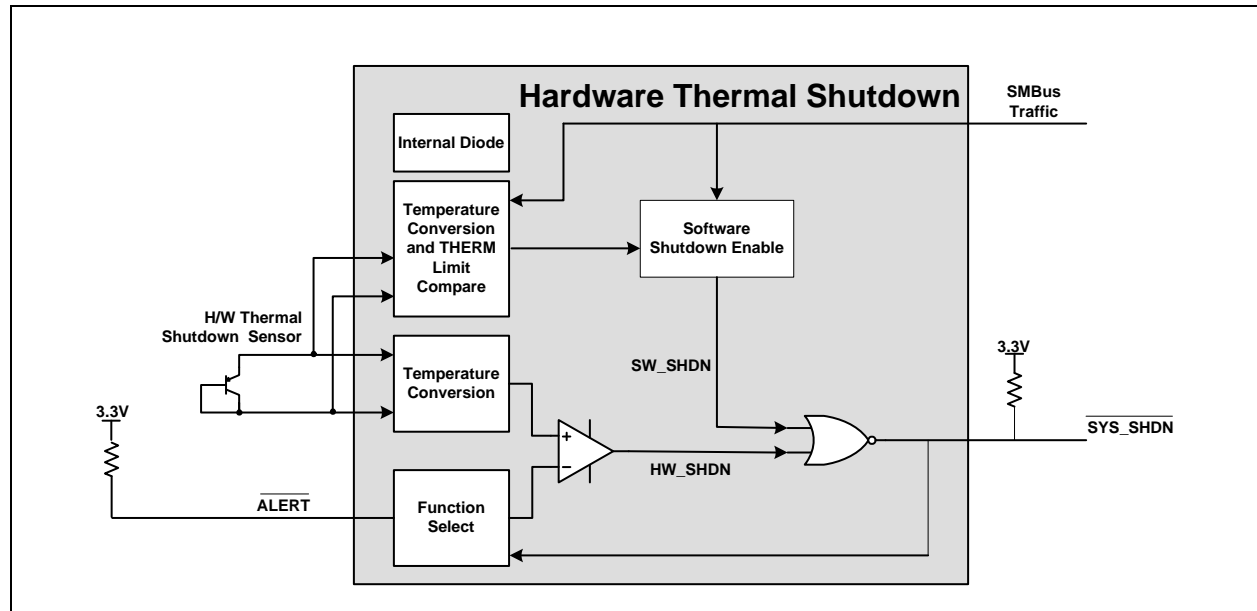 Hardware Thermal Shutdown
SMBus
Traffic
Internal Diode
Temperature
Conversion
and THERM
Limit
Compare
Software
Shutdown Enable
H/W Thermal
Shutdown Sensor
Temperature
Conversion
SW_SHDN
3.3V
3.3V
+
−
HW_SHDN
SYS_SHDN
ALERT
Function
Select